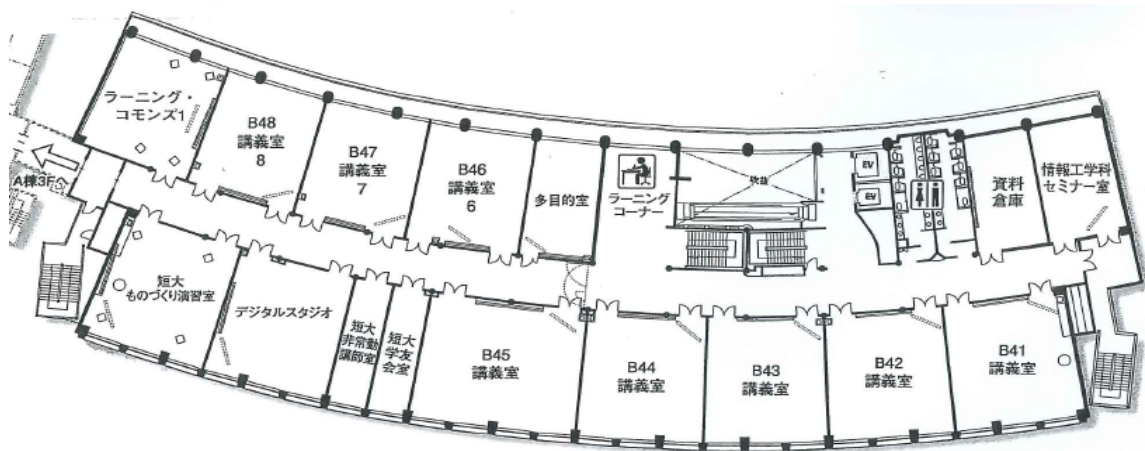 ラーニング・
コモンズ1
B48
講義室
8
B47
講義室
7
B46
講義室
6
多目的室
ラーニング
コーナー
吹抜
EV
EV
資料
倉庫
情報工学科
セミナー室
A棟3Fへ
短大
ものづくり演習室
デジタルスタジオ
短大
非常勤
講師室
短大
学友
会室
B45
講義室
B44
講義室
B43
講義室
B42
講義室
B41
講義室